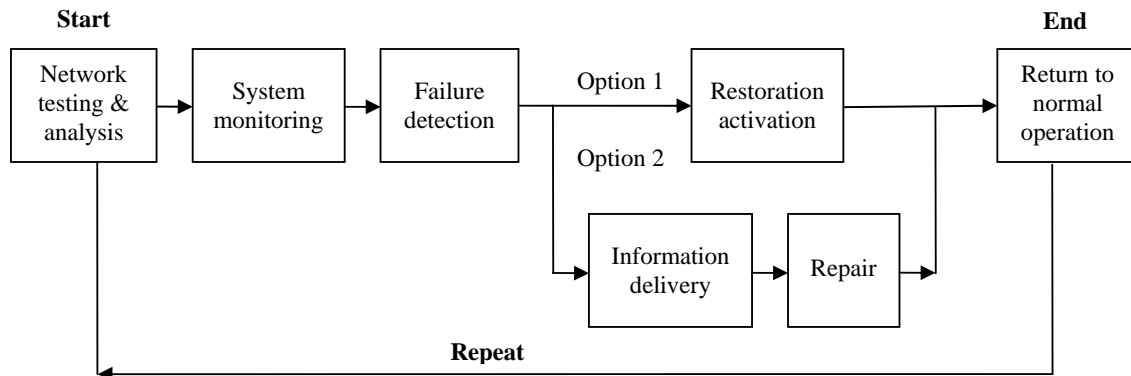 Start
End
Network
testing &
analysis
System
monitoring
Failure
detection
Option 1
Option 2
Restoration
activation
Return to
normal
operation
Information
delivery
Repair
Repeat